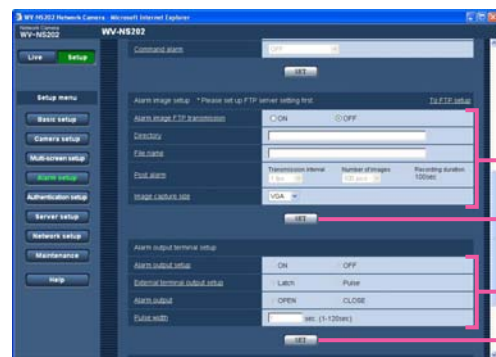 WV-NS202 Network Camera - Microsoft Internet Explorer
Network Camera
WV-NS202
WV-NS202
Live
Setup
Command alarm
OFF
SET
Setup menu
Alarm image setup * Please set up FTP server setting first.
To FTP setup
Basic setup
Alarm image FTP transmission
ON
OFF
Camera setup
Directory
Multi-screen setup
File name
Alarm setup
Post alarm
Transmission interval
Number of images
Recording duration
1 fps
100 pics
100sec
Authentication setup
Image capture size
VGA
Server setup
SET
Network setup
Alarm output terminal setup
Maintenance
Alarm output setup
ON
OFF
Help
External terminal output setup
Latch
Pulse
Alarm output
OPEN
CLOSE
Pulse width
sec. (1-120sec)
SET